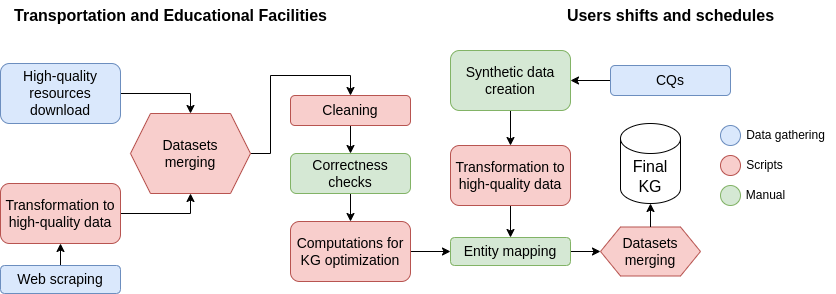 Transportation and Educational Facilities
Users shifts and schedules
High-quality
resources
download
Datasets
merging
Transformation to
high-quality data
Web scraping
Cleaning
Correctness
checks
Computations for
KG optimization
Synthetic data
creation
CQs
Transformation to
high-quality data
Entity mapping
Datasets
merging
Final
KG
Data gathering
Scripts
Manual